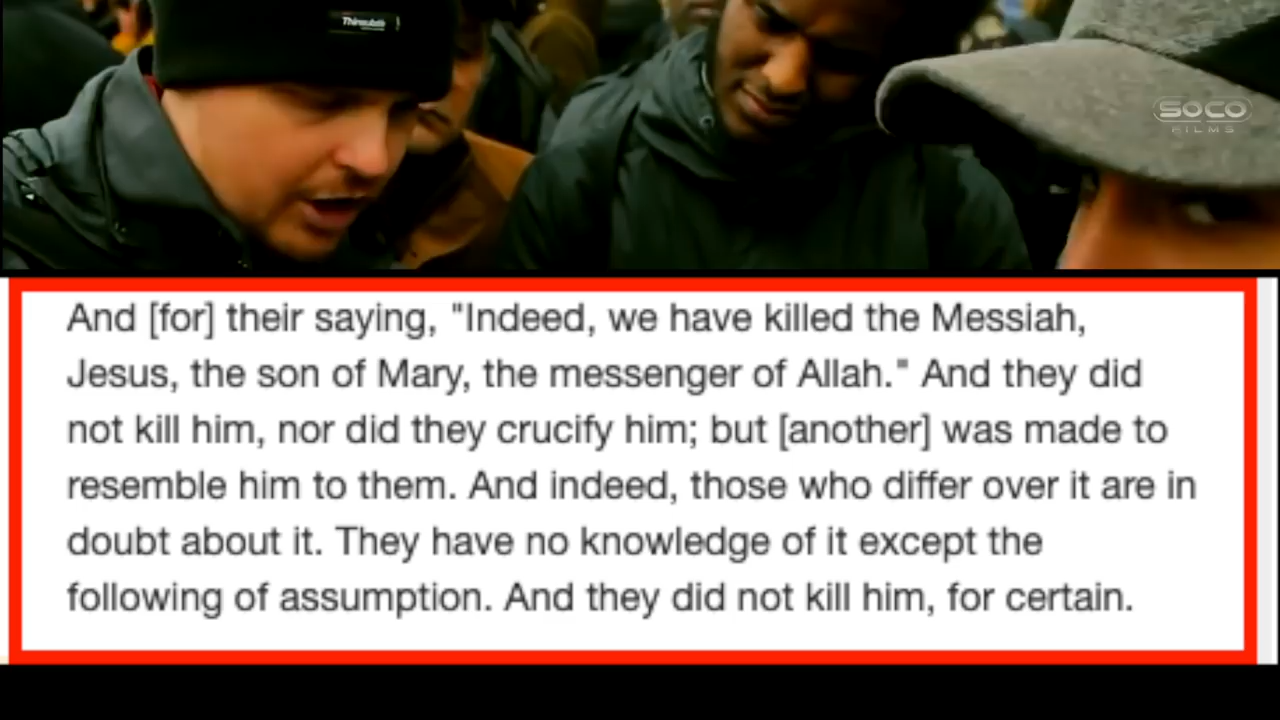 Thinsulate
SOCO
FILMS
And [for] their saying, "Indeed, we have killed the Messiah,
Jesus, the son of Mary, the messenger of Allah." And they did
not kill him, nor did they crucify him; but [another] was made to
resemble him to them. And indeed, those who differ over it are in
doubt about it. They have no knowledge of it except the
following of assumption. And they did not kill him, for certain.